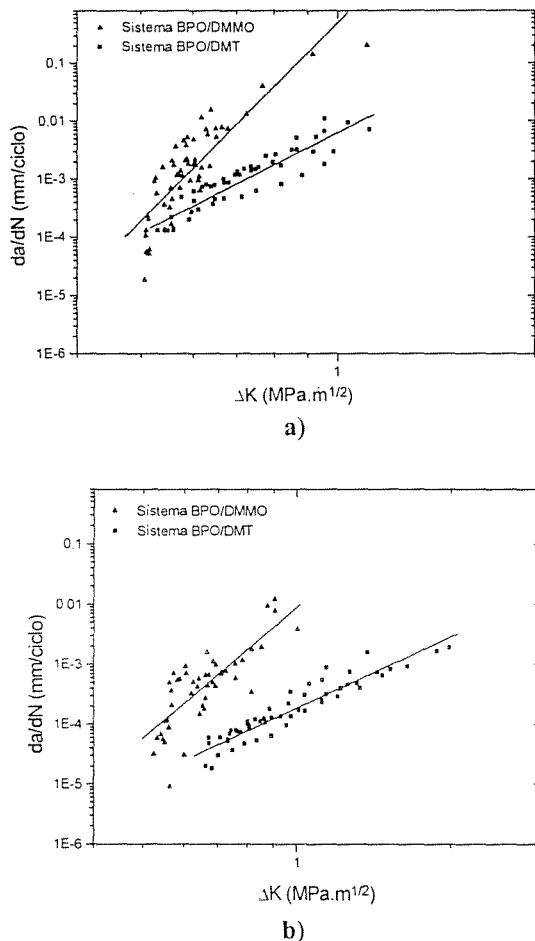 Sistema BPO/DMMO
Sistema BPO/DMT
0.1
0,01
1E-3
1E-4
1E-5
1E-6
da/dN (mm/ciclo)
1
ΔK (MPa.m1/2)
a)
Sistema BPO/DMMO
Sistema BPO/DMT
0.1
0 01
1E-3
1E-4
1E-5
1E-6
da/dN (mm/ciclo)
1
ΔK (MPa.m1/2)
b)